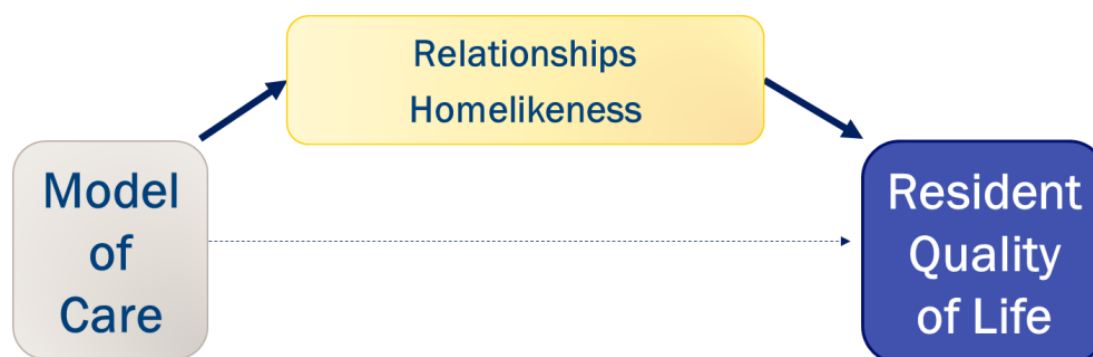 Relationships
Homelikeness
Model
of
Care
Resident
Quality
of Life